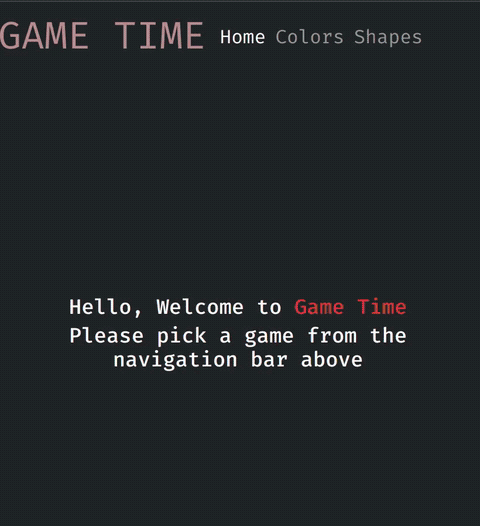 GAME TIME Home Colors Shapes
Hello, Welcome to Game Time
Please pick a game from the
navigation bar above